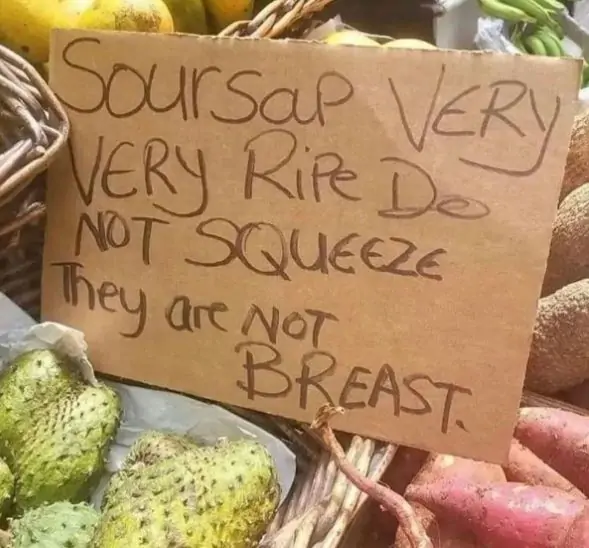 Soursop VERY
VERY Ripe Do
NOT SQUEEZE
They are NOT
BREAST.